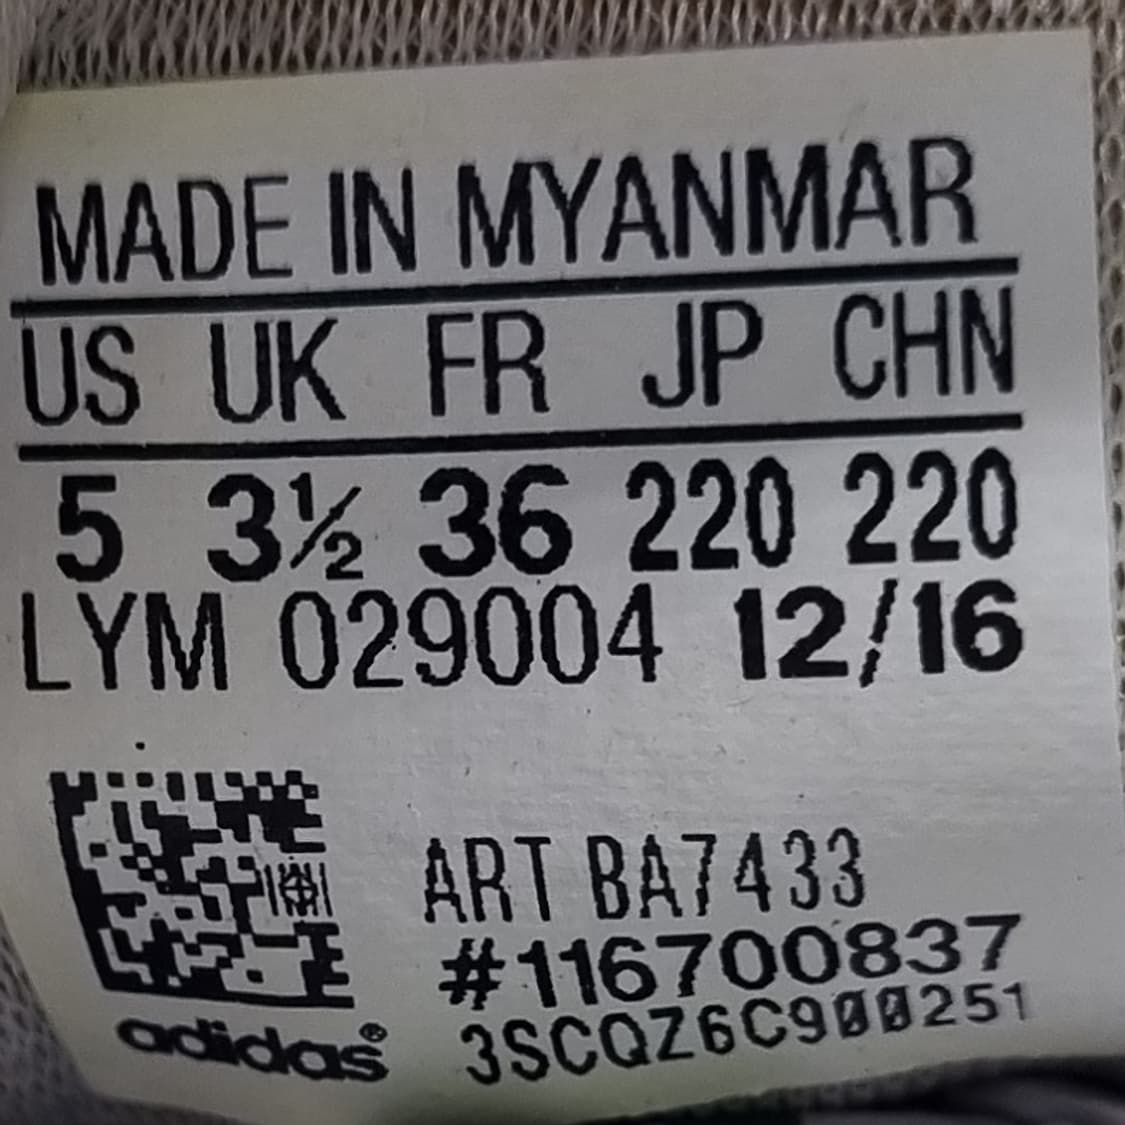 MADE IN MYANMAR
US UK FR JP CHN
5 3½ 36 220 220
LYM 029004 12/16
ART BA7433
#116700837
adidas® 3SCQZ6C900251